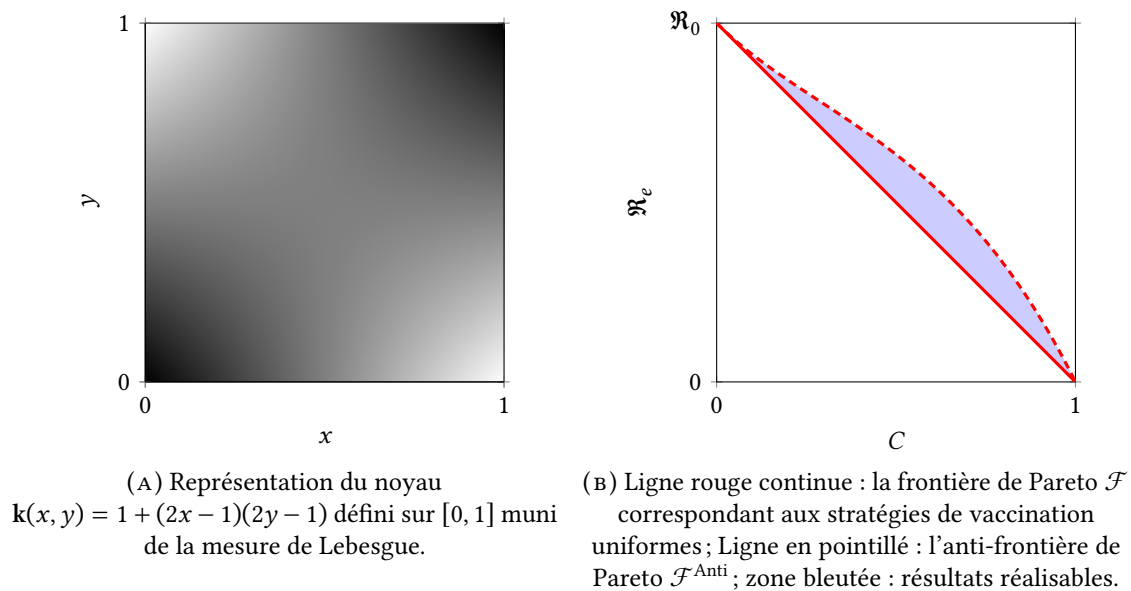 1
y
0
0
1
x
(A) Représentation du noyau
𝐤(x, y) = 1 + (2x − 1)(2y − 1) défini sur [0, 1] muni
de la mesure de Lebesgue.
ℜ₀
ℜₑ
0
0
1
C
(B) Ligne rouge continue : la frontière de Pareto ℱ
correspondant aux stratégies de vaccination
uniformes ; Ligne en pointillé : l'anti-frontière de
Pareto ℱ^Anti ; zone bleutée : résultats réalisables.